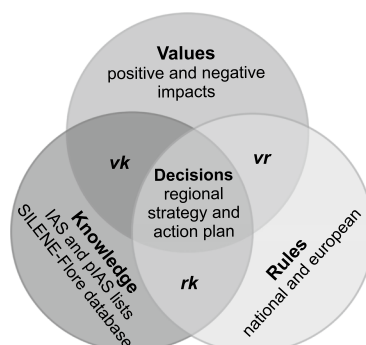 Values
positive and negative
impacts
vk
Decisions
regional
strategy and
action plan
vr
Knowledge
IAS and pIAS lists
SILENE-Flore database
rk
Rules
national and european